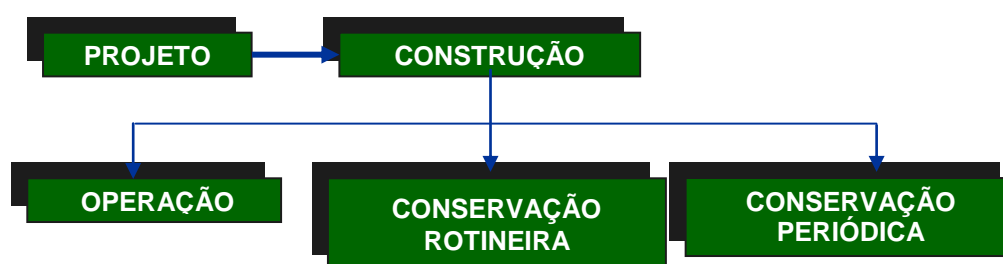 PROJETO
CONSTRUÇÃO
OPERAÇÃO
CONSERVAÇÃO
ROTINEIRA
CONSERVAÇÃO
PERIÓDICA